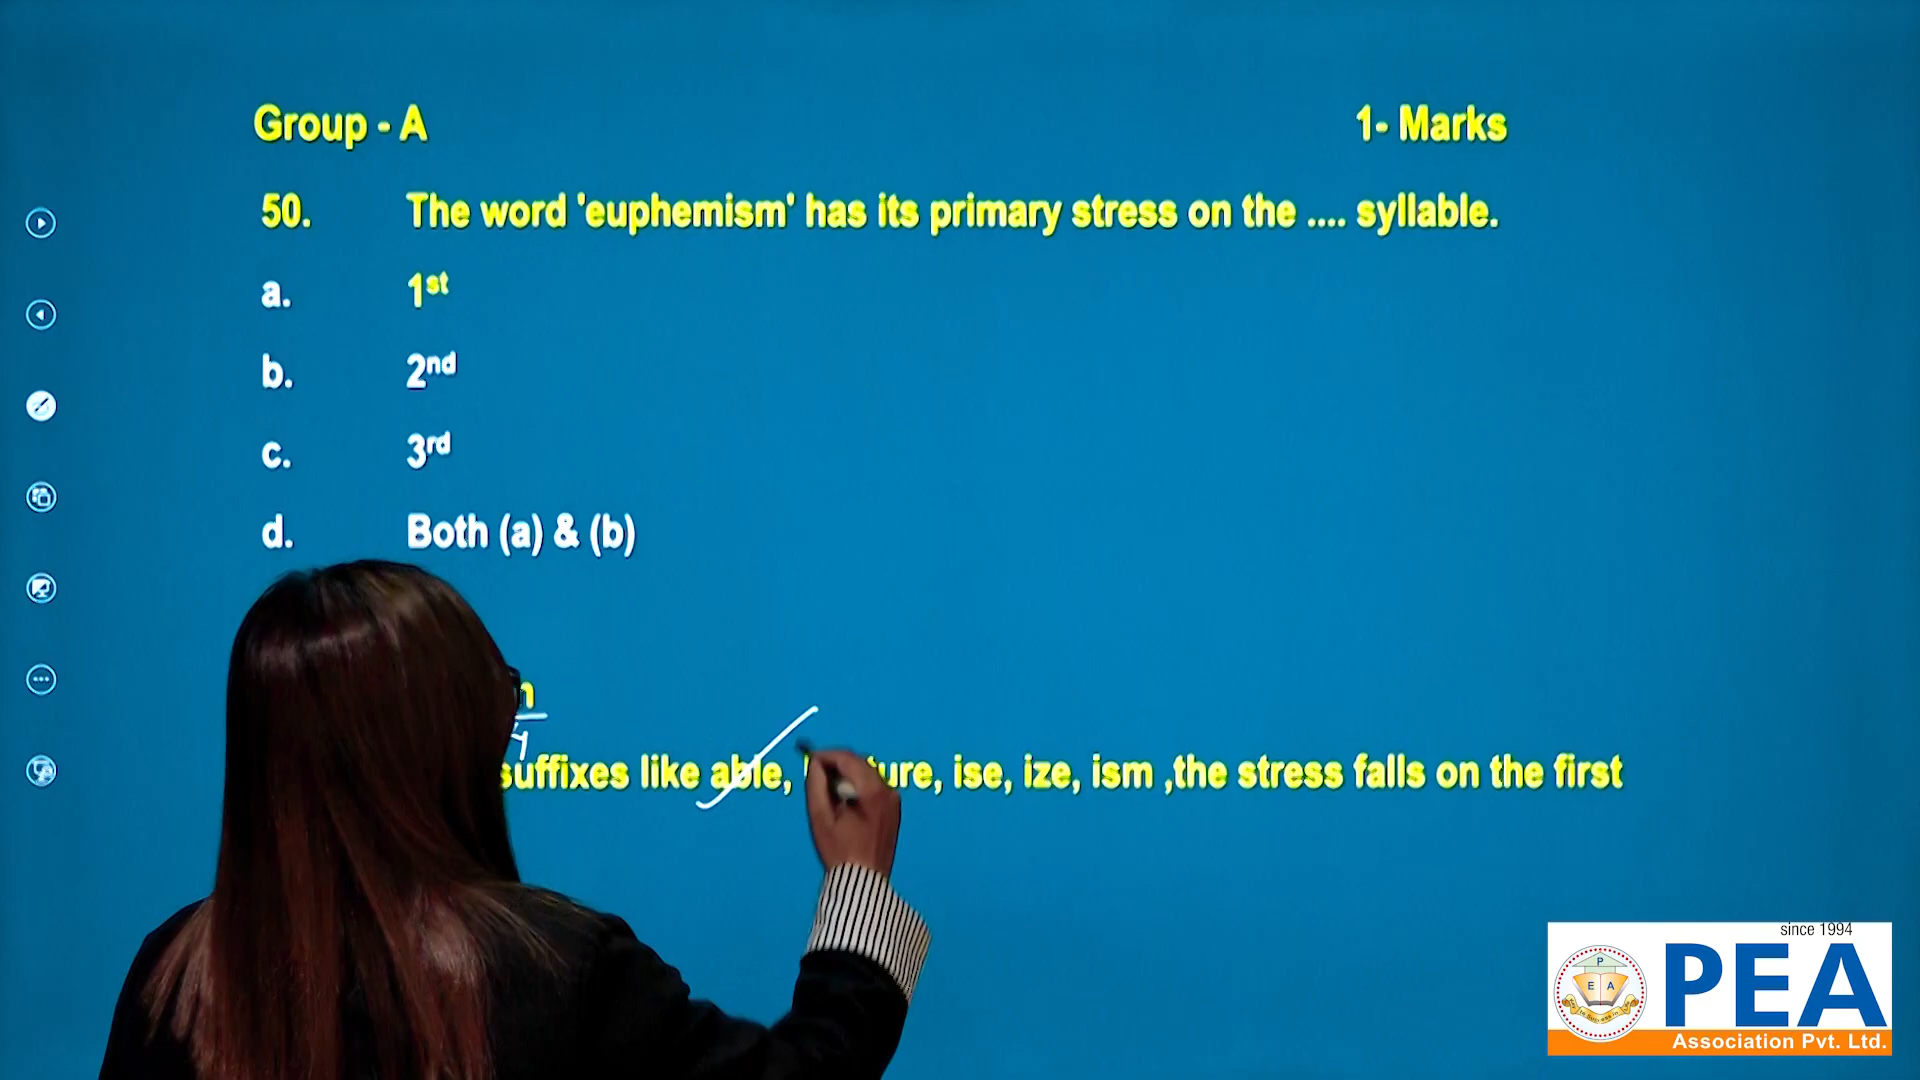 Group - A 1- Marks
50. The word 'euphemism' has its primary stress on the .... syllable.
a. 1st
b. 2nd
c. 3rd
d. Both (a) & (b)
suffixes like able, ure, ise, ize, ism ,the stress falls on the first
since 1994
P
E A
PEA
Association Pvt. Ltd.